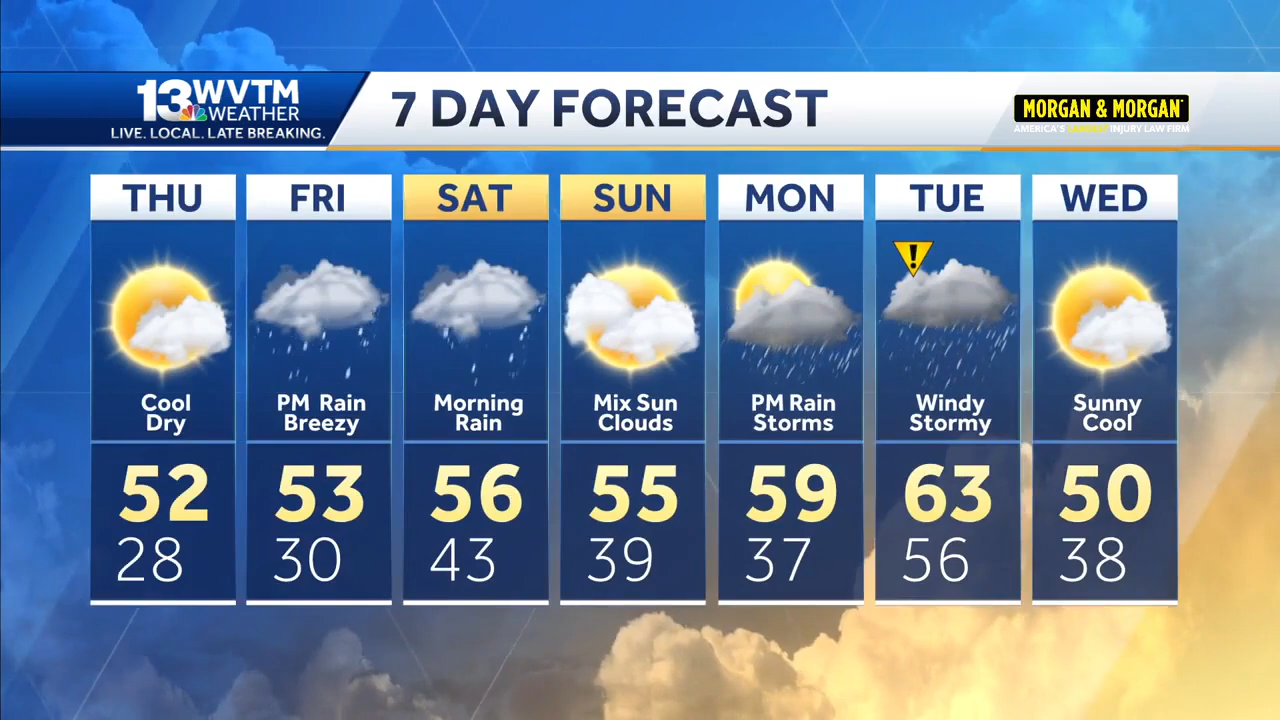 13 WVTM
WEATHER
LIVE. LOCAL. LATE BREAKING.
7 DAY FORECAST
MORGAN & MORGAN
AMERICA'S LARGEST INJURY LAW FIRM
THU FRI SAT SUN MON TUE WED
!
Cool PM Rain Morning Mix Sun PM Rain Windy Sunny
Dry Breezy Rain Clouds Storms Stormy Cool
52 53 56 55 59 63 50
28 30 43 39 37 56 38